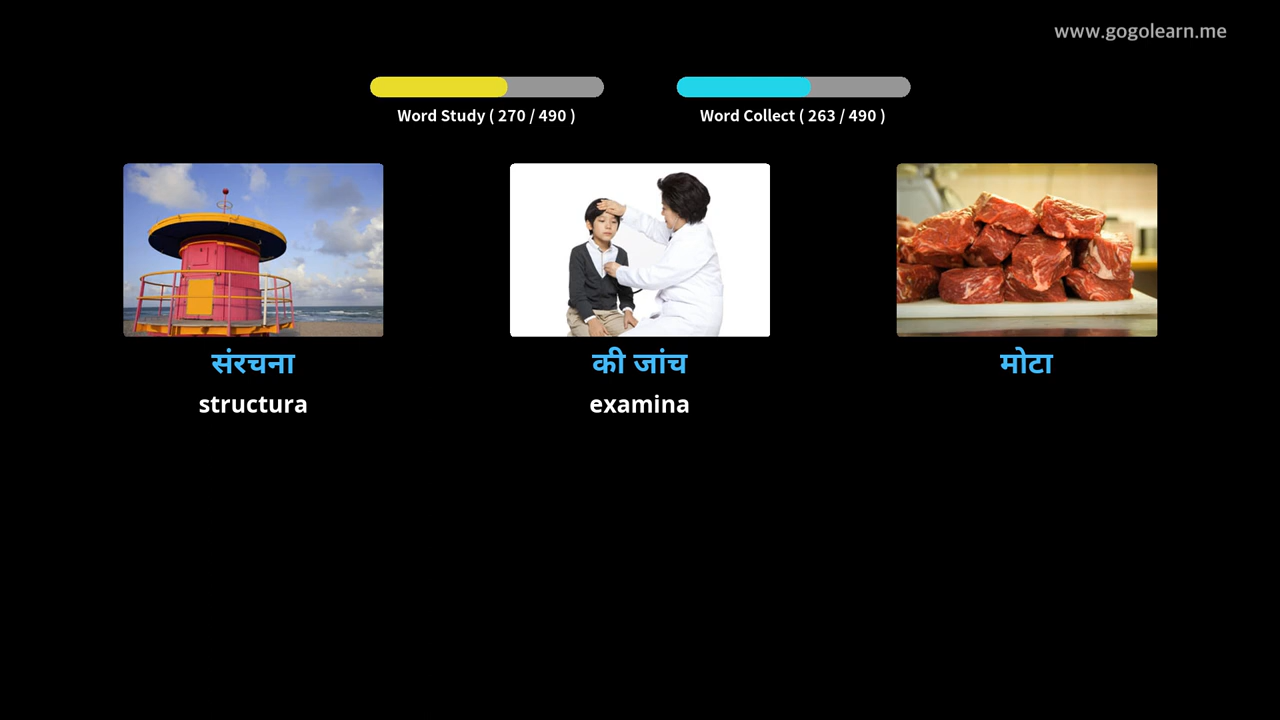 www.gogolearn.me
Word Study ( 270 / 490 )
Word Collect ( 263 / 490 )
संरचना
की जांच
मोटा
structura
examina